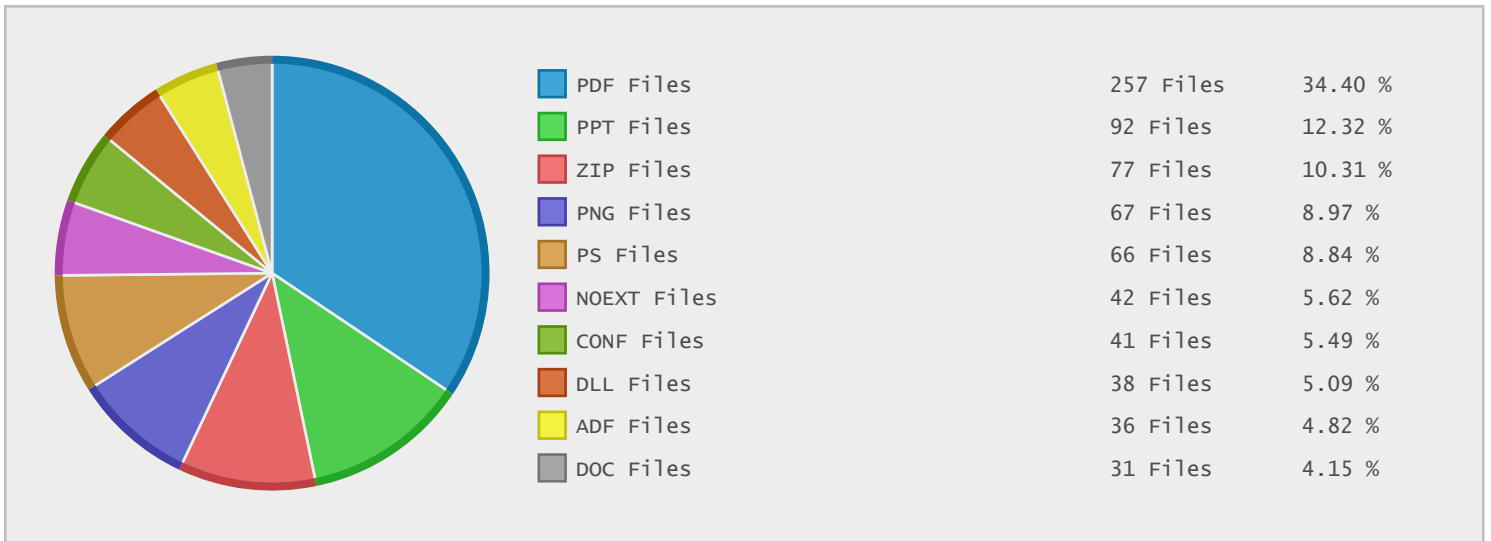 PDF Files 257 Files 34.40 %
PPT Files 92 Files 12.32 %
ZIP Files 77 Files 10.31 %
PNG Files 67 Files 8.97 %
PS Files 66 Files 8.84 %
NOEXT Files 42 Files 5.62 %
CONF Files 41 Files 5.49 %
DLL Files 38 Files 5.09 %
ADF Files 36 Files 4.82 %
DOC Files 31 Files 4.15 %